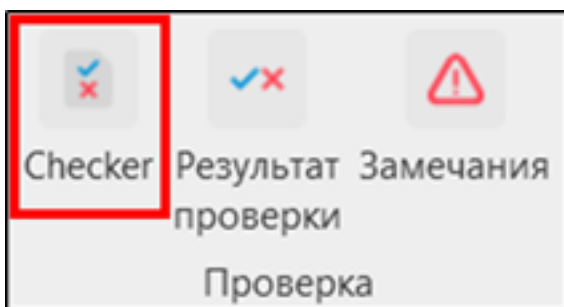 Checker Результат Замечания
проверки
Проверка